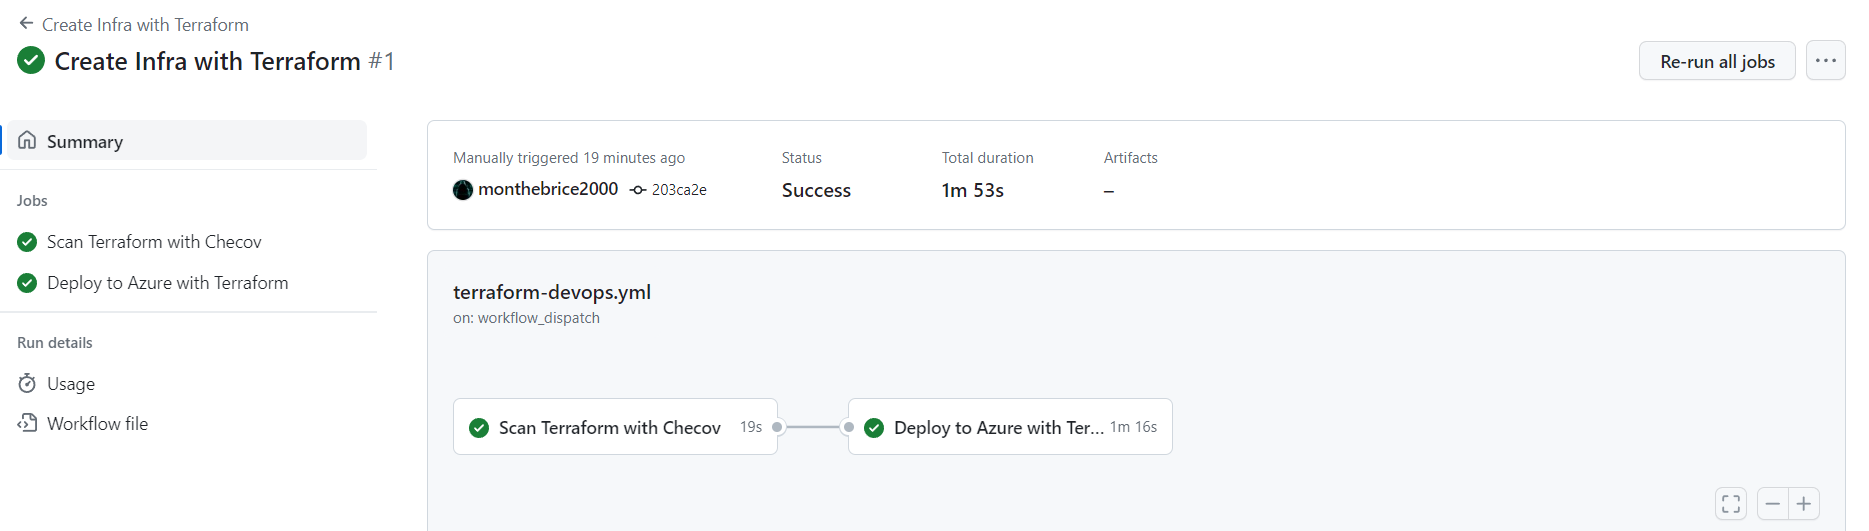 Create Infra with Terraform
Create Infra with Terraform #1
Re-run all jobs
Summary
Jobs
Scan Terraform with Checov
Deploy to Azure with Terraform
Run details
Usage
Workflow file
Manually triggered 19 minutes ago
monthebrice2000 203ca2e
Status
Success
Total duration
1m 53s
Artifacts
–
terraform-devops.yml
on: workflow_dispatch
Scan Terraform with Checov 19s
Deploy to Azure with Ter... 1m 16s